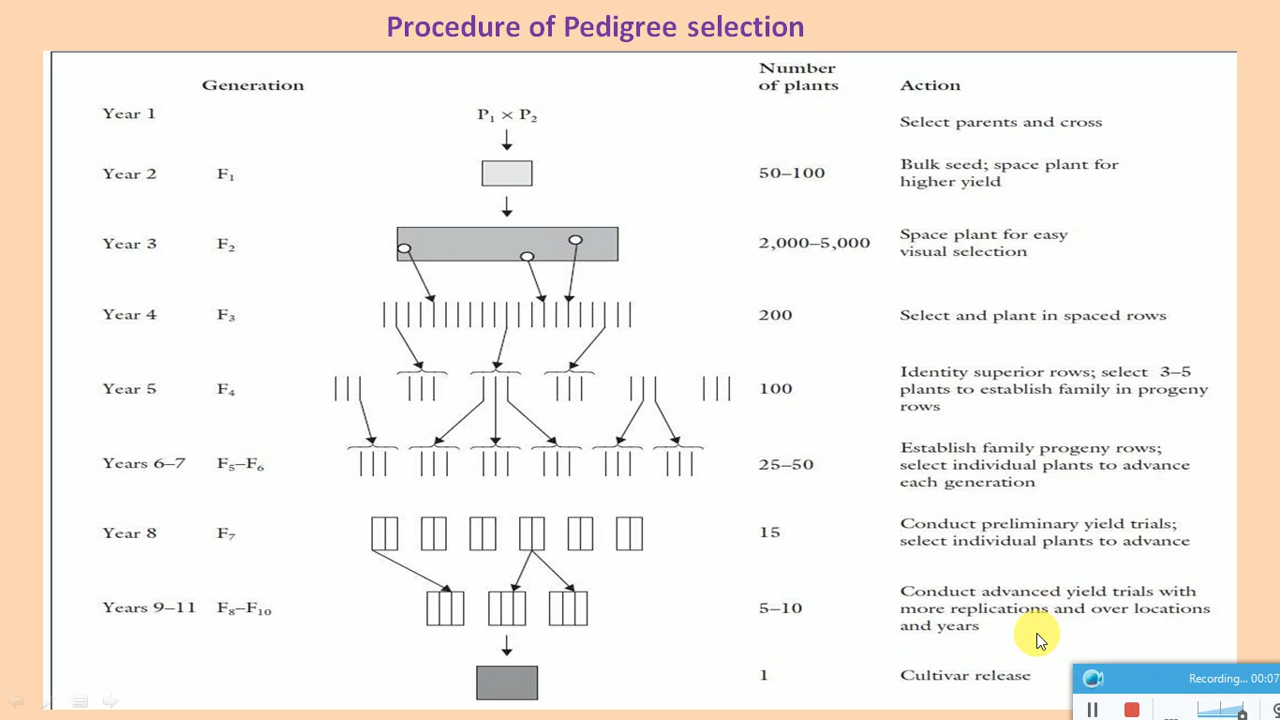 Procedure of Pedigree selection
Generation
Number
of plants
Action
Year 1
P₁ × P₂
Select parents and cross
Year 2
F₁
50–100
Bulk seed; space plant for
higher yield
Year 3
F₂
2,000–5,000
Space plant for easy
visual selection
Year 4
F₃
200
Select and plant in spaced rows
Year 5
F₄
100
Identity superior rows; select 3–5
plants to establish family in progeny
rows
Years 6–7
F₅–F₆
25–50
Establish family progeny rows;
select individual plants to advance
each generation
Year 8
F₇
15
Conduct preliminary yield trials;
select individual plants to advance
Years 9–11
F₈–F₁₀
5–10
Conduct advanced yield trials with
more replications and over locations
and years
1
Cultivar release
Recording... 00:07